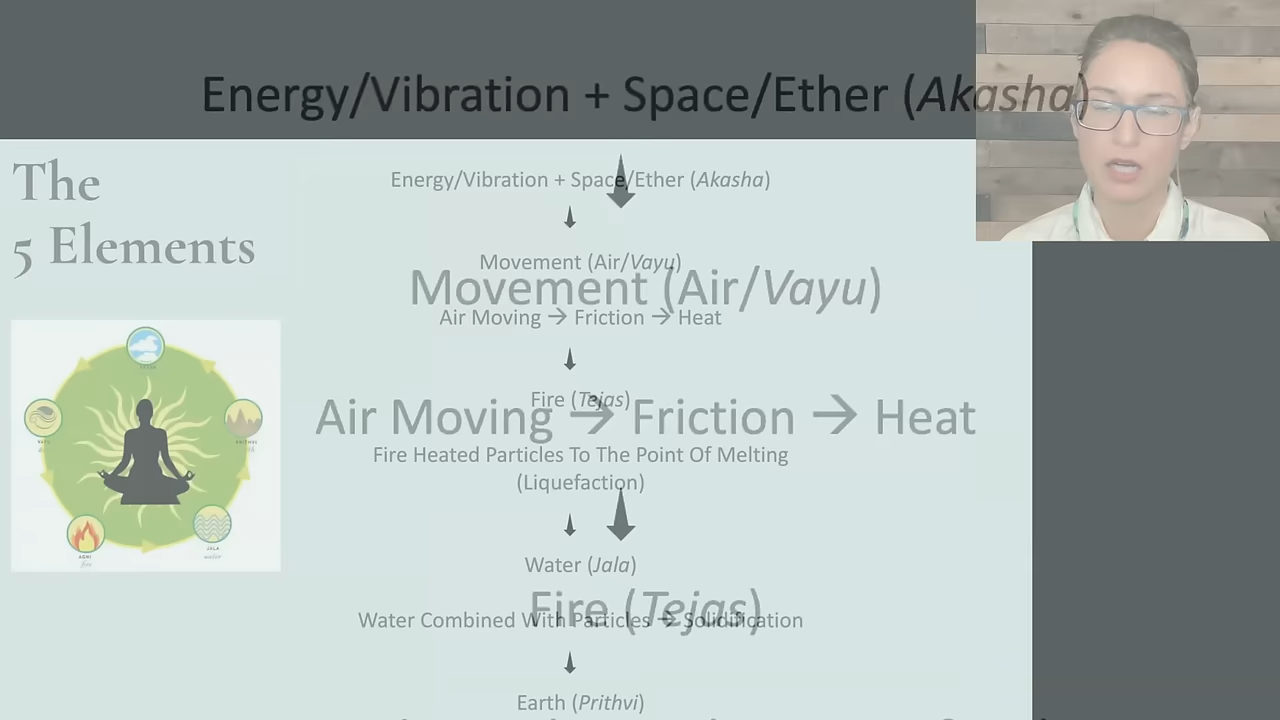 Energy/Vibration + Space/Ether (Akasha)
The
5 Elements
Energy/Vibration + Space/Ether (Akasha)
Movement (Air/Vayu)
Movement (Air/Vayu)
Air Moving → Friction → Heat
Fire (Tejas)
Air Moving → Friction → Heat
Fire Heated Particles To The Point Of Melting
(Liquefaction)
Water (Jala)
Fire (Tejas)
Water Combined With Particles → Solidification
Earth (Prithvi)
AGNI
JALA